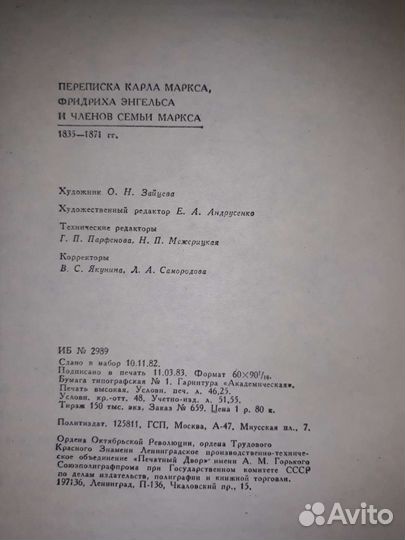 ПЕРЕПИСКА КАРЛА МАРКСА,
ФРИДРИХА ЭНГЕЛЬСА
И ЧЛЕНОВ СЕМЬИ МАРКСА
1835—1871 гг.
Художник О. Н. Зайцева
Художественный редактор Е. А. Андрусенко
Технические редакторы
Г. П. Парфенова, Н. П. Межерицкая
Корректоры
В. С. Якунина, Л. А. Самородова
ИБ № 2989
Сдано в набор 10.11.82.
Подписано в печать 11.03.83. Формат 60×90¹/₁₆.
Бумага типографская № 1. Гарнитура «Академическая».
Печать высокая. Условн. печ. л. 46,25.
Условн. кр.-отт. 48. Учетно-изд. л. 51,55.
Тираж 150 тыс. экз. Заказ № 659. Цена 1 р. 80 к.
Политиздат. 125811, ГСП, Москва, А-47, Миусская пл., 7.
Ордена Октябрьской Революции, ордена Трудового
Красного Знамени Ленинградское производственно-техниче-
ское объединение «Печатный Двор» имени А. М. Горького
Союзполиграфпрома при Государственном комитете СССР
по делам издательств, полиграфии и книжной торговли.
197136, Ленинград, П-136, Чкаловский пр., 15.
Avito